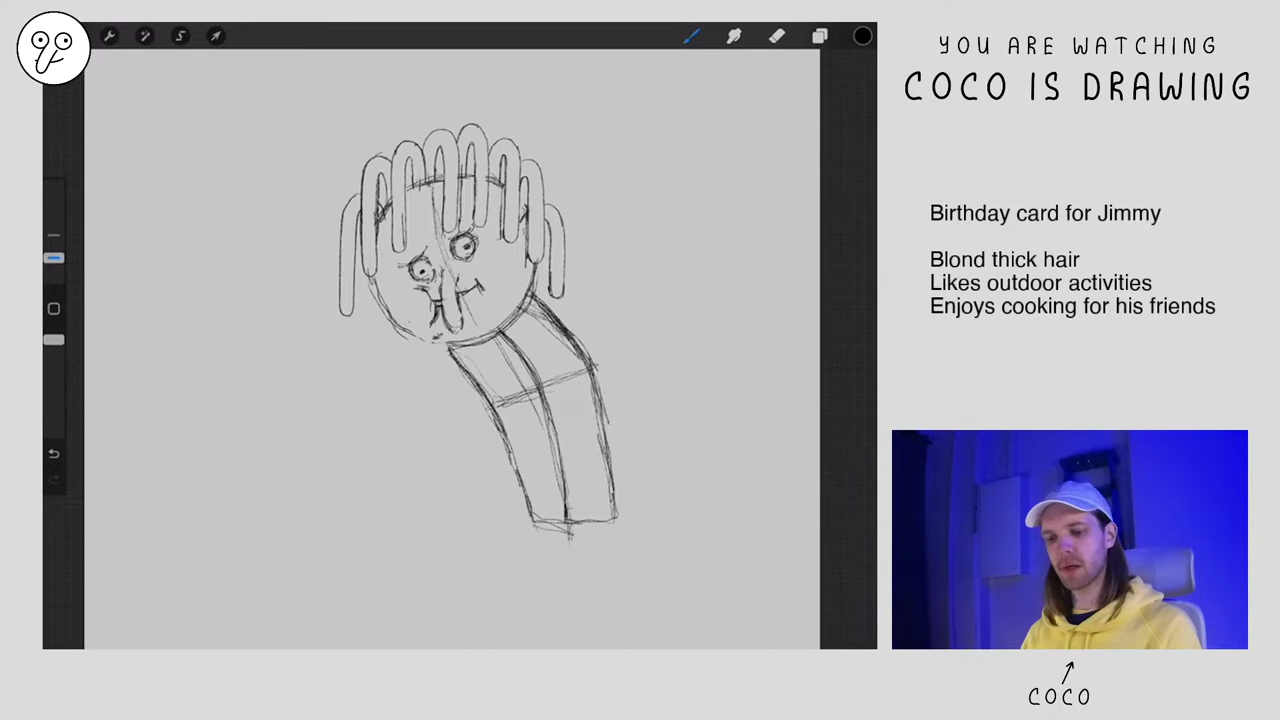 YOU ARE WATCHING
COCO IS DRAWING
Birthday card for Jimmy
Blond thick hair
Likes outdoor activities
Enjoys cooking for his friends
COCO